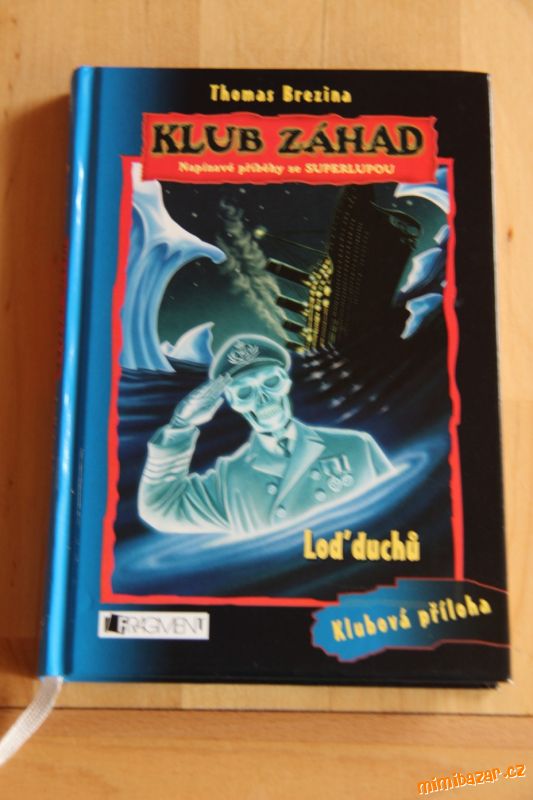 Thomas Brezina
KLUB ZÁHAD
Napínavé příběhy se SUPERLUPOU
Loď duchů
Klubová příloha
FRAGMENT
mimibazar.cz